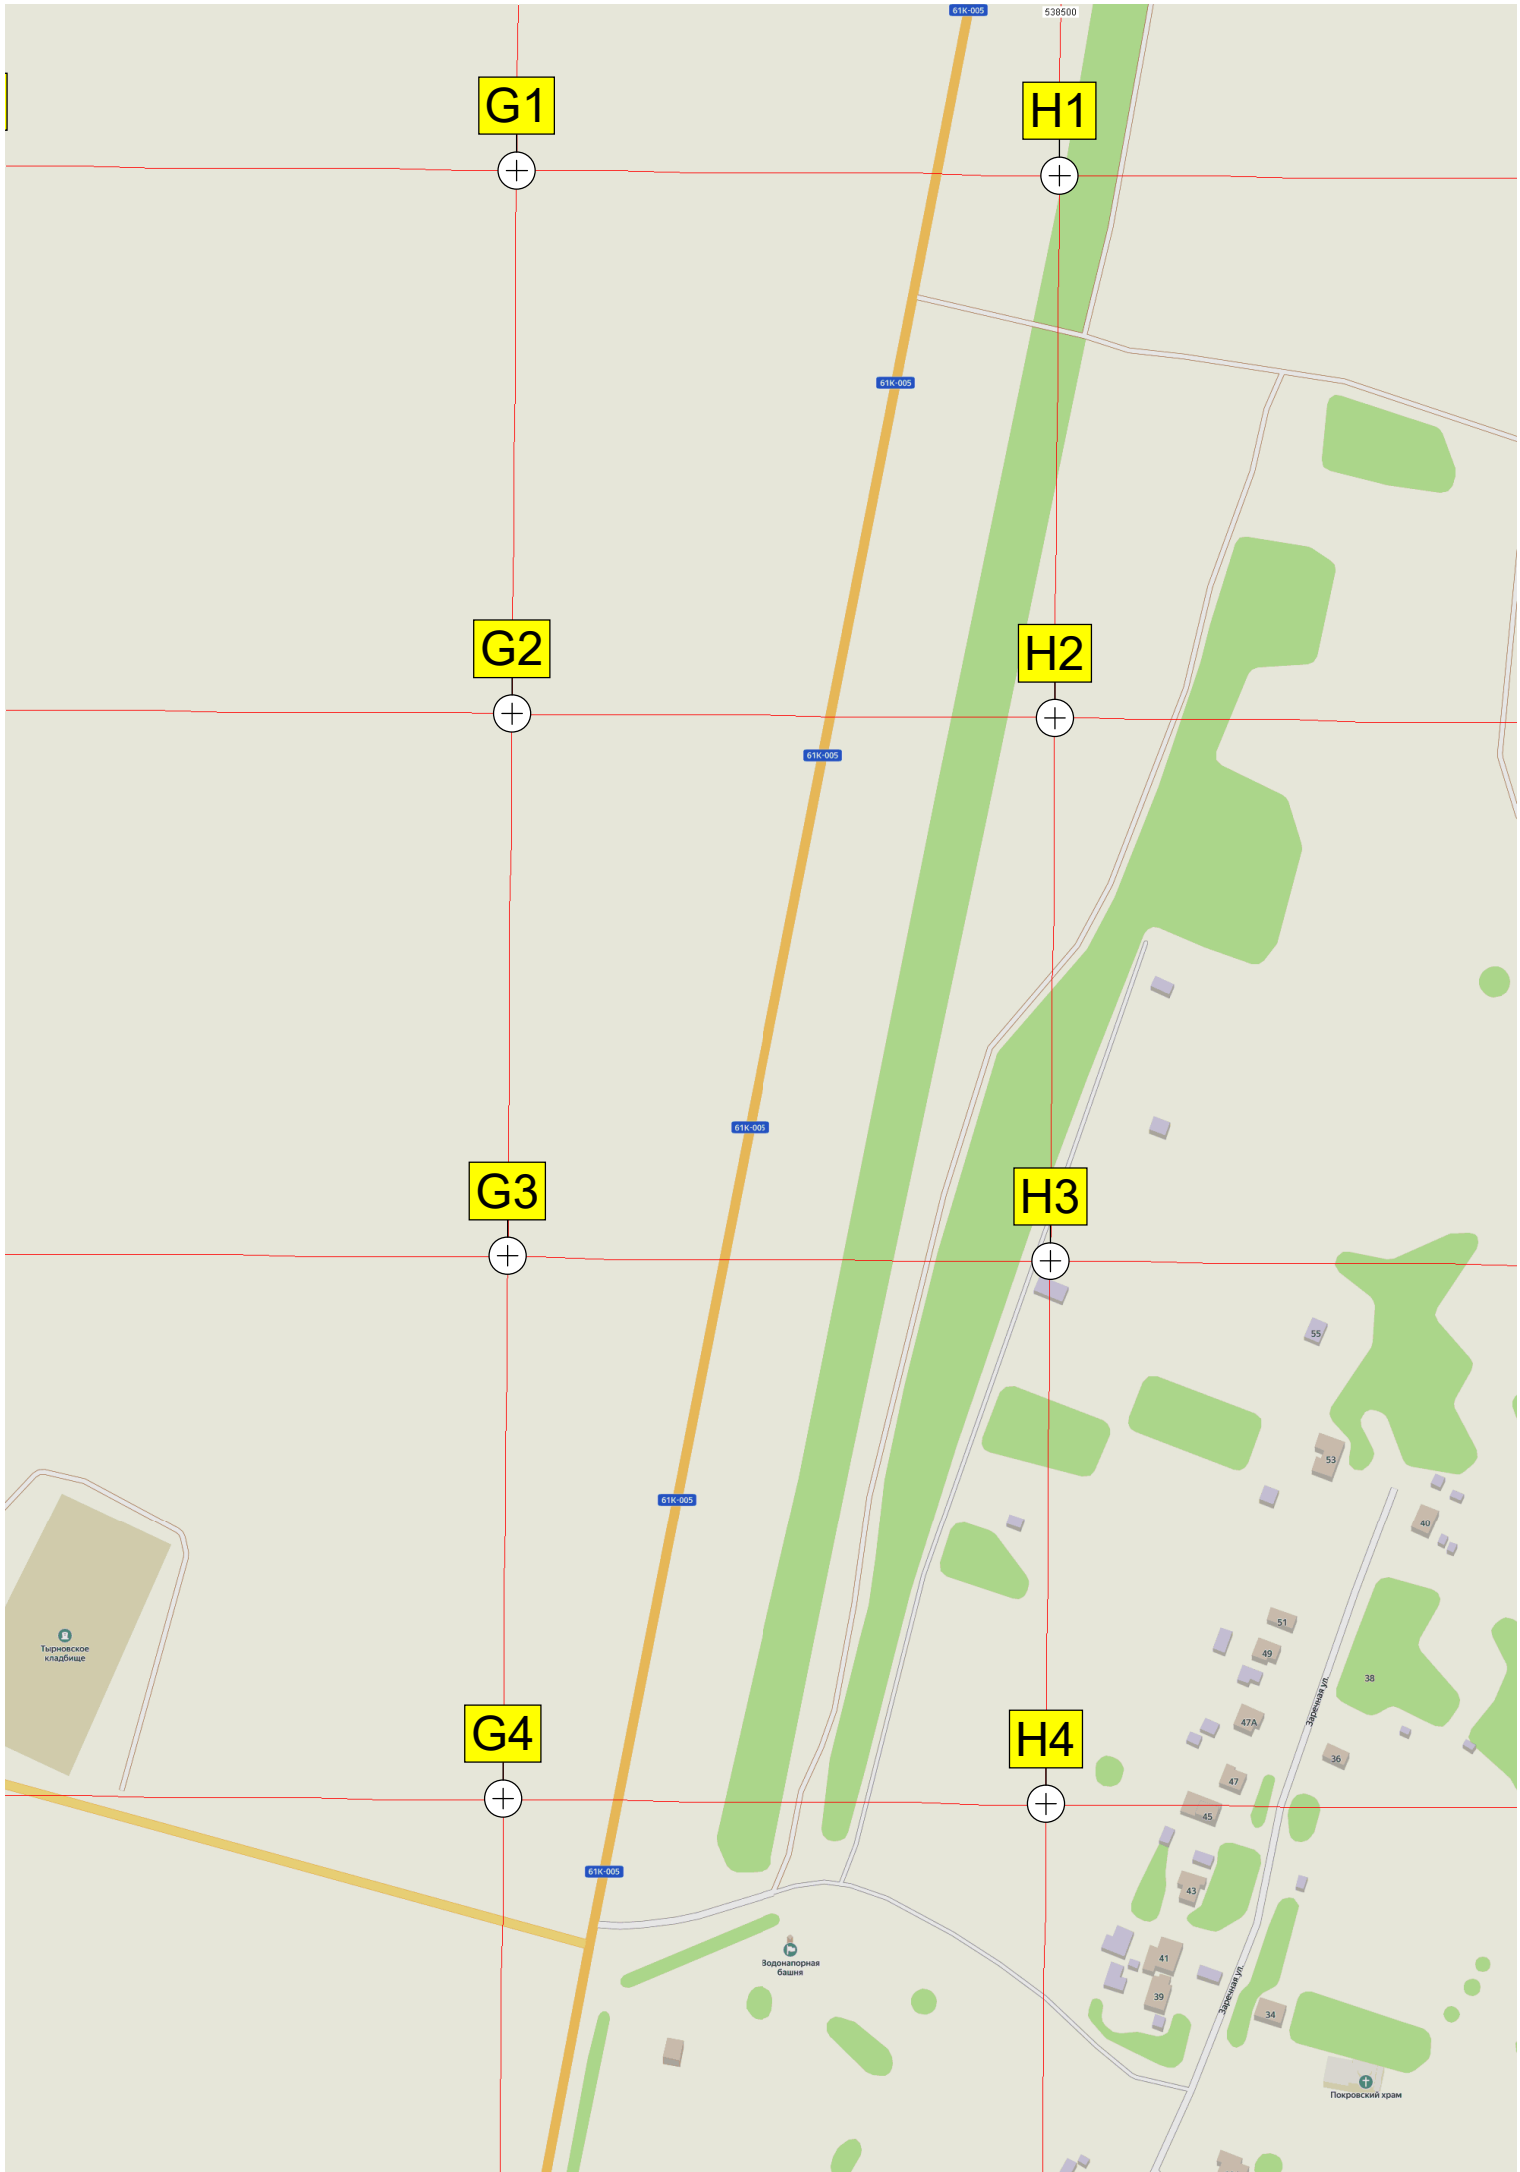 61К-005
538500
G1
H1
61К-005
G2
H2
61К-005
61К-005
G3
H3
55
53
61К-005
40
51
Тырновское
кладбище
49
38
Заречная ул.
47А
G4
H4
36
47
45
61К-005
43
Водонапорная
башня
41
39
Заречная ул.
34
Покровский храм